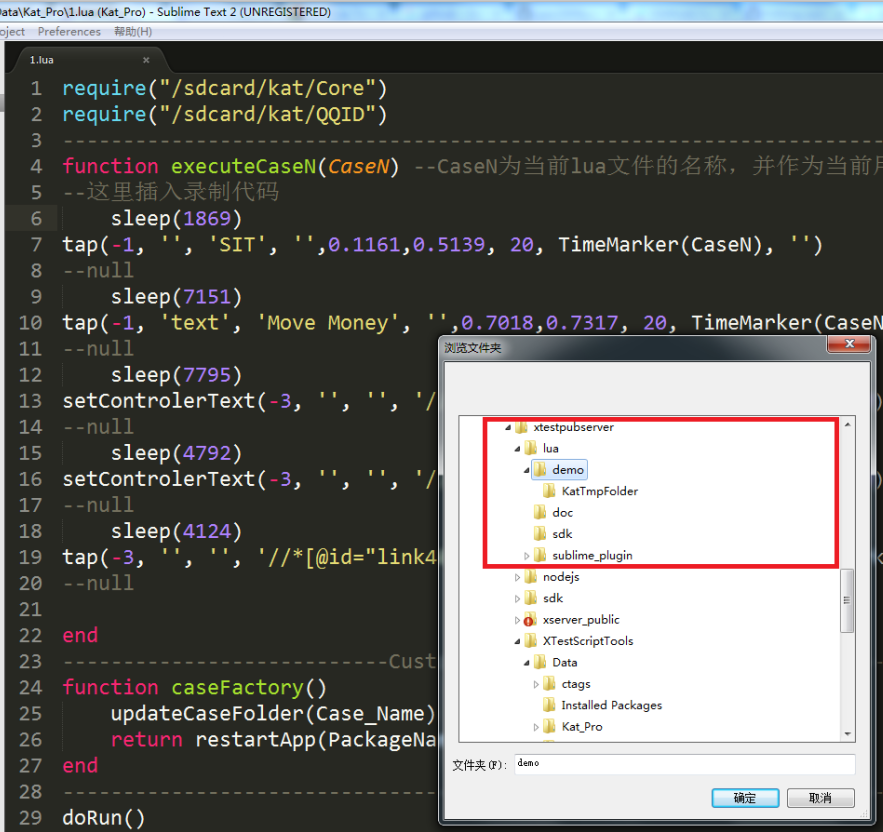 Data\Kat_Pro\1.lua (Kat_Pro) - Sublime Text 2 (UNREGISTERED)
oject Preferences 帮助(H)
1.lua ×
1 require("/sdcard/kat/Core")
2 require("/sdcard/kat/QQID")
3 --------------------------------------------------------------------
4 function executeCaseN(CaseN) --CaseN为当前lua文件的名称，并作为当前用
5 --这里插入录制代码
6     sleep(1869)
7 tap(-1, '', 'SIT', '',0.1161,0.5139, 20, TimeMarker(CaseN), '')
8 --null
9     sleep(7151)
10 tap(-1, 'text', 'Move Money', '',0.7018,0.7317, 20, TimeMarker(CaseN
11 --null
12     sleep(7795)
13 setControlerText(-3, '', '', '/
14 --null
15     sleep(4792)
16 setControlerText(-3, '', '', '/
17 --null
18     sleep(4124)
19 tap(-3, '', '', '//*[@id="link4
20 --null
21
22 end
23 ---------------------------Cust
24 function caseFactory()
25     updateCaseFolder(Case_Name)
26     return restartApp(PackageNa
27 end
28 -------------------------------
29 doRun()
浏览文件夹
xtestpubserver
lua
demo
KatTmpFolder
doc
sdk
sublime_plugin
nodejs
sdk
xserver_public
XTestScriptTools
Data
ctags
Installed Packages
Kat_Pro
文件夹(F): demo
确定 取消